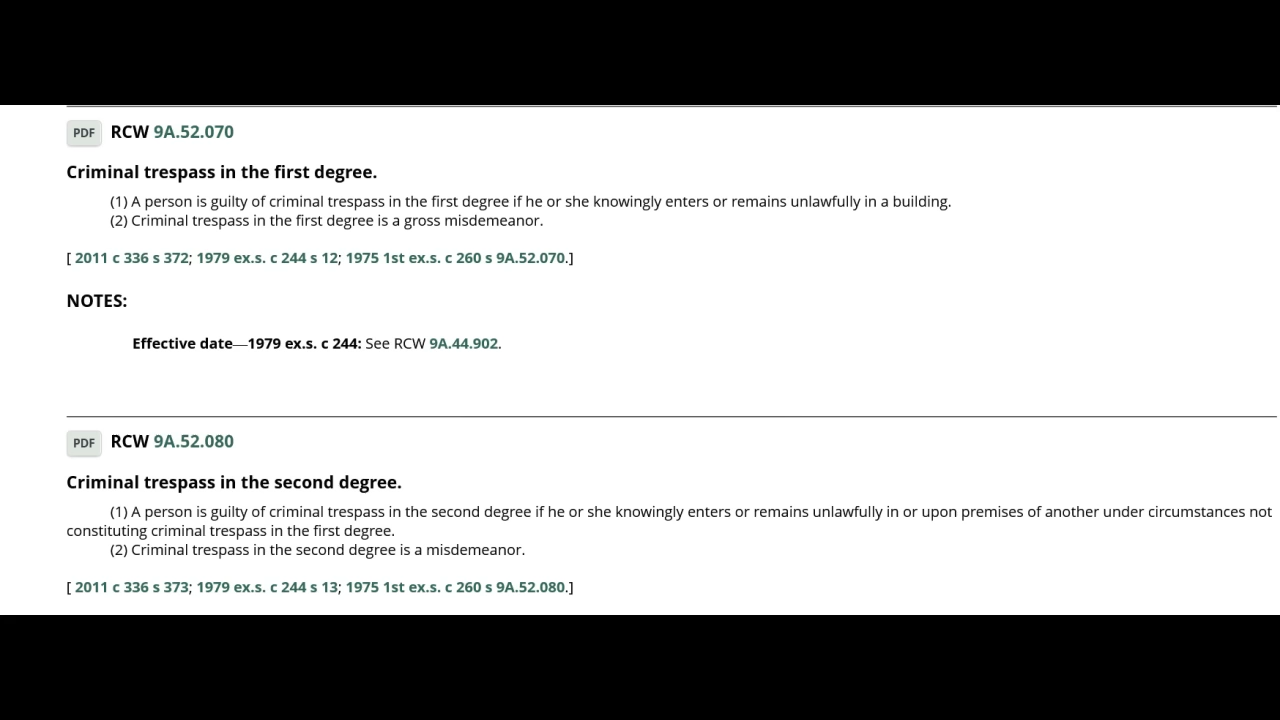 PDF RCW 9A.52.070
Criminal trespass in the first degree.
(1) A person is guilty of criminal trespass in the first degree if he or she knowingly enters or remains unlawfully in a building.
(2) Criminal trespass in the first degree is a gross misdemeanor.
[ 2011 c 336 s 372; 1979 ex.s. c 244 s 12; 1975 1st ex.s. c 260 s 9A.52.070.]
NOTES:
Effective date—1979 ex.s. c 244: See RCW 9A.44.902.
PDF RCW 9A.52.080
Criminal trespass in the second degree.
(1) A person is guilty of criminal trespass in the second degree if he or she knowingly enters or remains unlawfully in or upon premises of another under circumstances not
constituting criminal trespass in the first degree.
(2) Criminal trespass in the second degree is a misdemeanor.
[ 2011 c 336 s 373; 1979 ex.s. c 244 s 13; 1975 1st ex.s. c 260 s 9A.52.080.]